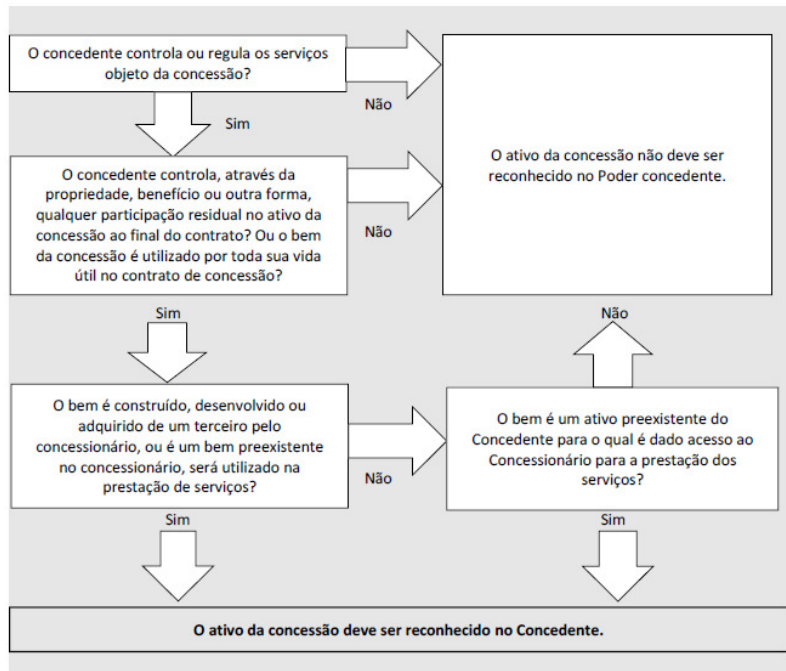 O concedente controla ou regula os serviços
objeto da concessão?
Não
Sim
O ativo da concessão não deve ser
reconhecido no Poder concedente.
O concedente controla, através da
propriedade, benefício ou outra forma,
qualquer participação residual no ativo da
concessão ao final do contrato? Ou o bem
da concessão é utilizado por toda sua vida
útil no contrato de concessão?
Não
Sim
Não
O bem é construído, desenvolvido ou
adquirido de um terceiro pelo
concessionário, ou é um bem preexistente
no concessionário, será utilizado na
prestação de serviços?
Não
O bem é um ativo preexistente do
Concedente para o qual é dado acesso ao
Concessionário para a prestação dos
serviços?
Sim
Sim
O ativo da concessão deve ser reconhecido no Concedente.